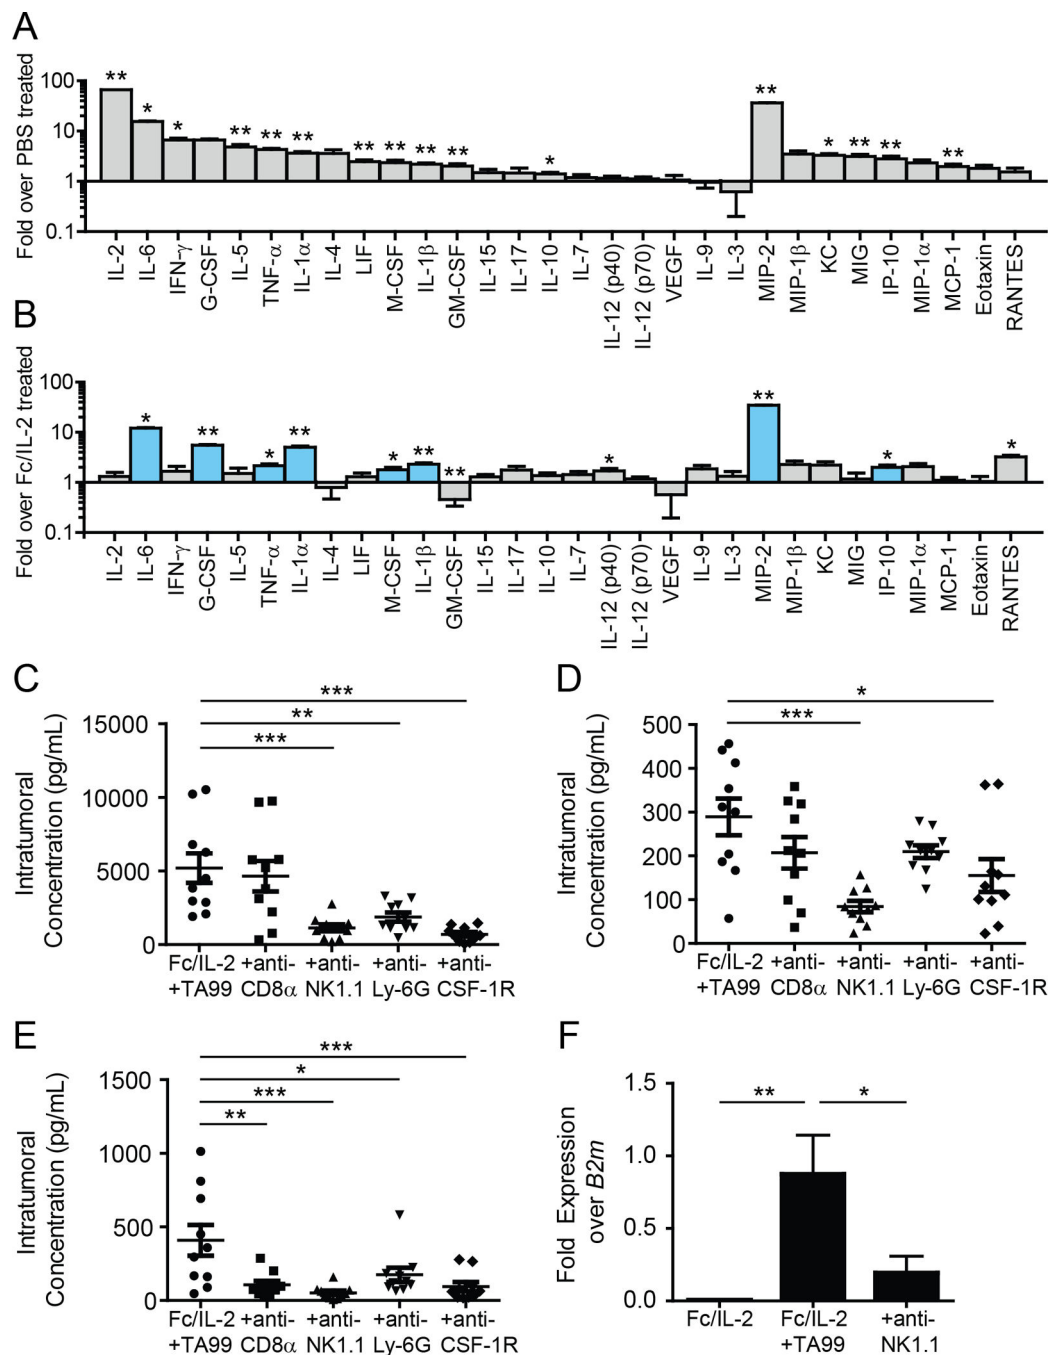 A
Fold over PBS treated
100
10
1
0.1
** * * ** ** ** ** ** ** ** * ** * ** ** **
IL-2 IL-6 IFN-γ G-CSF IL-5 TNF-α IL-1α IL-4 LIF M-CSF IL-1β GM-CSF IL-15 IL-17 IL-10 IL-7 IL-12 (p40) IL-12 (p70) VEGF IL-9 IL-3 MIP-2 MIP-1β KC MIG IP-10 MIP-1α MCP-1 Eotaxin RANTES
B
Fold over Fc/IL-2 treated
100
10
1
0.1
* ** * ** * ** ** * ** * *
IL-2 IL-6 IFN-γ G-CSF IL-5 TNF-α IL-1α IL-4 LIF M-CSF IL-1β GM-CSF IL-15 IL-17 IL-10 IL-7 IL-12 (p40) IL-12 (p70) VEGF IL-9 IL-3 MIP-2 MIP-1β KC MIG IP-10 MIP-1α MCP-1 Eotaxin RANTES
C
Intratumoral
Concentration (pg/mL)
15000
10000
5000
0
***
**
***
Fc/IL-2 +anti- +anti- +anti- +anti-
+TA99 CD8α NK1.1 Ly-6G CSF-1R
D
Intratumoral
Concentration (pg/mL)
500
400
300
200
100
0
*
***
Fc/IL-2 +anti- +anti- +anti- +anti-
+TA99 CD8α NK1.1 Ly-6G CSF-1R
E
Intratumoral
Concentration (pg/mL)
1500
1000
500
0
***
*
***
**
Fc/IL-2 +anti- +anti- +anti- +anti-
+TA99 CD8α NK1.1 Ly-6G CSF-1R
F
Fold Expression
over B2m
1.5
1.0
0.5
0.0
** *
Fc/IL-2 Fc/IL-2 +anti-
+TA99 NK1.1